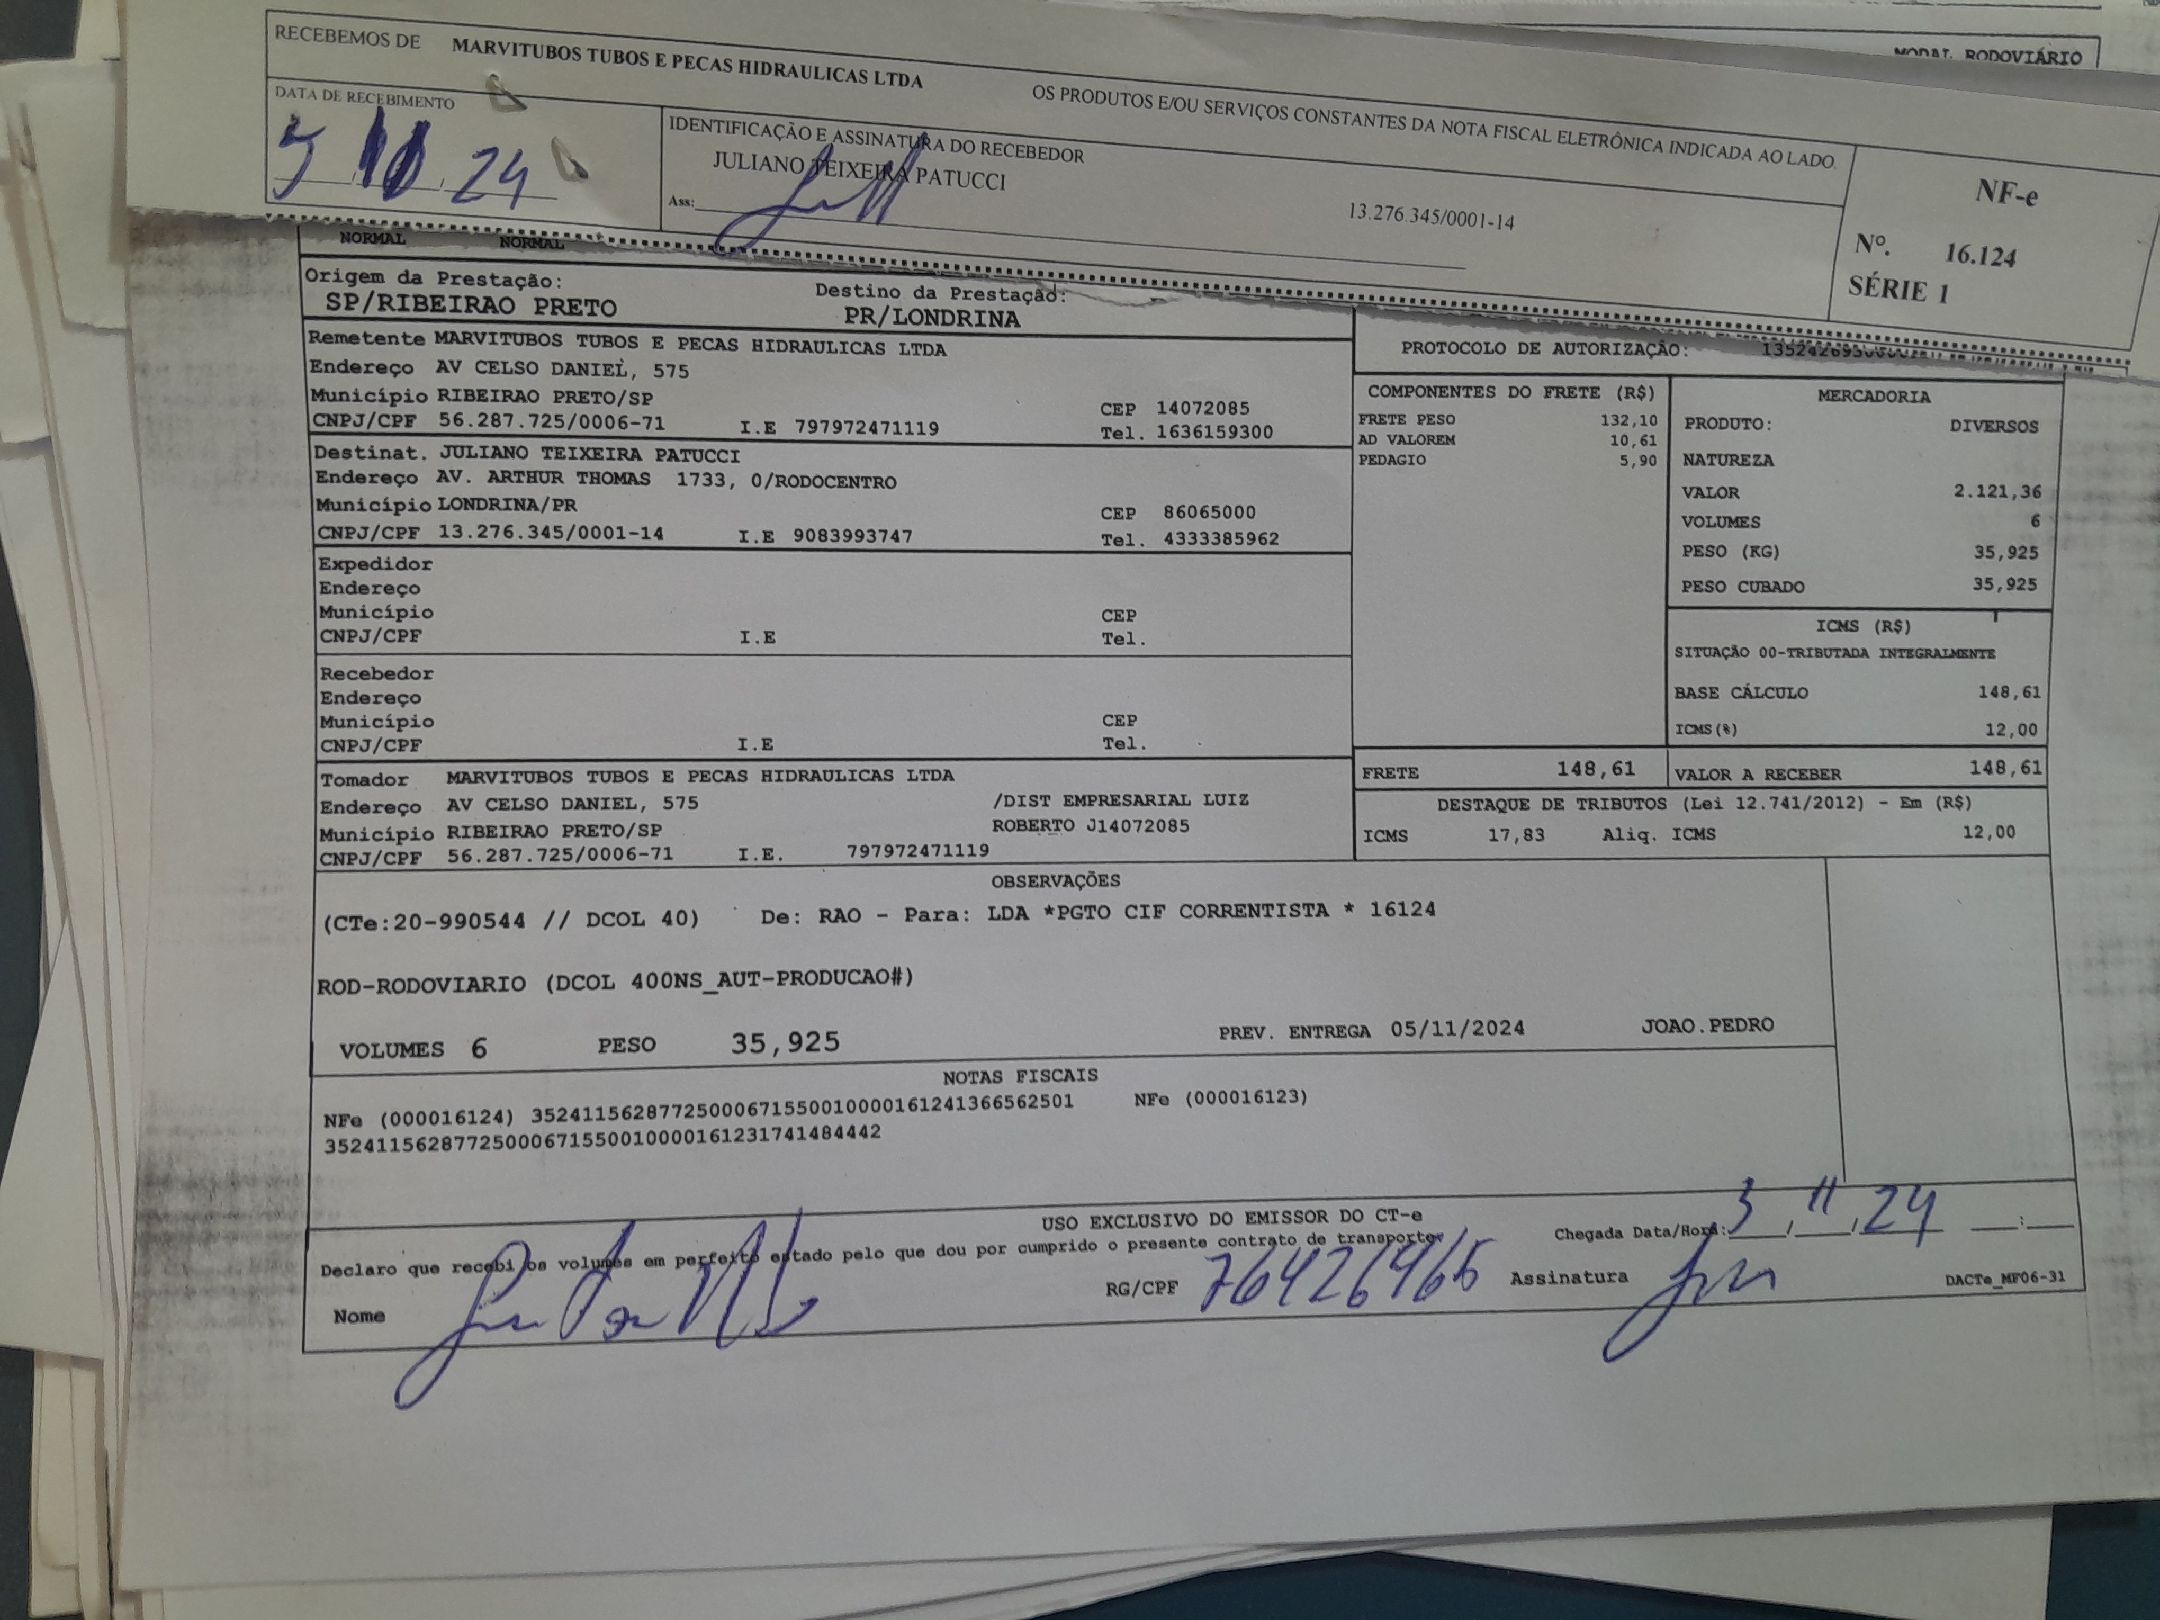 MODAL RODOVIÁRIO
RECEBEMOS DE MARVITUBOS TUBOS E PECAS HIDRAULICAS LTDA OS PRODUTOS E/OU SERVIÇOS CONSTANTES DA NOTA FISCAL ELETRÔNICA INDICADA AO LADO.
DATA DE RECEBIMENTO
24
IDENTIFICAÇÃO E ASSINATURA DO RECEBEDOR
JULIANO TEIXEIRA PATUCCI
Ass:
13.276.345/0001-14
NF-e
Nº. 16.124
SÉRIE 1
NORMAL NORMAL
Origem da Prestação: Destino da Prestação:
SP/RIBEIRAO PRETO PR/LONDRINA
Remetente MARVITUBOS TUBOS E PECAS HIDRAULICAS LTDA
Endereço AV CELSO DANIEL, 575
Município RIBEIRAO PRETO/SP CEP 14072085
CNPJ/CPF 56.287.725/0006-71 I.E 797972471119 Tel. 1636159300
Destinat. JULIANO TEIXEIRA PATUCCI
Endereço AV. ARTHUR THOMAS 1733, 0/RODOCENTRO
Município LONDRINA/PR CEP 86065000
CNPJ/CPF 13.276.345/0001-14 I.E 9083993747 Tel. 4333385962
Expedidor
Endereço
Município CEP
CNPJ/CPF I.E Tel.
Recebedor
Endereço
Município CEP
CNPJ/CPF I.E Tel.
Tomador MARVITUBOS TUBOS E PECAS HIDRAULICAS LTDA
Endereço AV CELSO DANIEL, 575 /DIST EMPRESARIAL LUIZ
Município RIBEIRAO PRETO/SP ROBERTO J14072085
CNPJ/CPF 56.287.725/0006-71 I.E. 797972471119
PROTOCOLO DE AUTORIZAÇÃO:
COMPONENTES DO FRETE (R$)
FRETE PESO 132,10
AD VALOREM 10,61
PEDAGIO 5,90
MERCADORIA
PRODUTO: DIVERSOS
NATUREZA
VALOR 2.121,36
VOLUMES 6
PESO (KG) 35,925
PESO CUBADO 35,925
ICMS (R$)
SITUAÇÃO 00-TRIBUTADA INTEGRALMENTE
BASE CÁLCULO 148,61
ICMS(%) 12,00
FRETE 148,61 VALOR A RECEBER 148,61
DESTAQUE DE TRIBUTOS (Lei 12.741/2012) - Em (R$)
ICMS 17,83 Aliq. ICMS 12,00
OBSERVAÇÕES
(CTe:20-990544 // DCOL 40) De: RAO - Para: LDA *PGTO CIF CORRENTISTA * 16124
ROD-RODOVIARIO (DCOL 400NS_AUT-PRODUCAO#)
VOLUMES 6 PESO 35,925 PREV. ENTREGA 05/11/2024 JOAO.PEDRO
NOTAS FISCAIS
NFe (000016124) 35241156287725000671550010000161241366562501 NFe (000016123)
35241156287725000671550010000161231741484442
USO EXCLUSIVO DO EMISSOR DO CT-e
Declaro que recebi os volumes em perfeito estado pelo que dou por cumprido o presente contrato de transporte
Chegada Data/Hora: 11 24 :
Nome
RG/CPF
Assinatura
DACTe_MF06-31